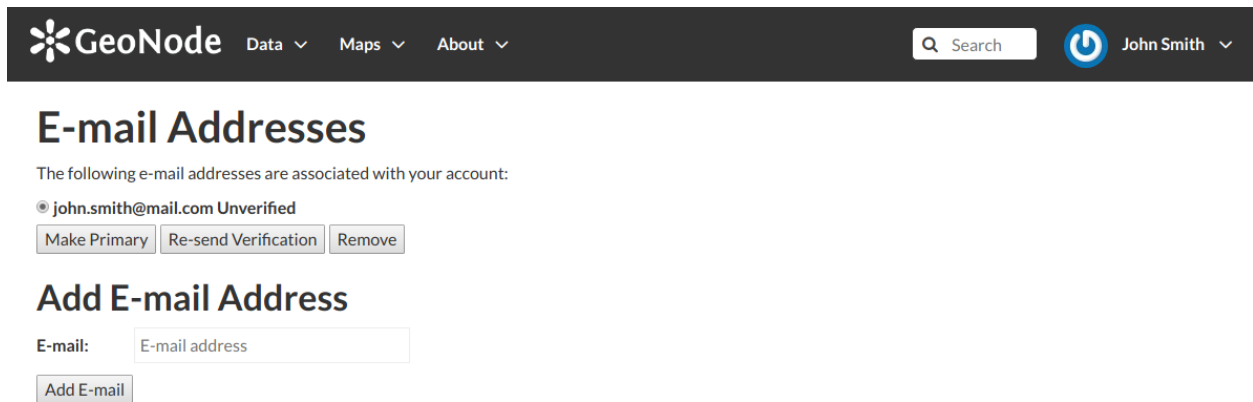 GeoNode Data Maps About Search John Smith
E-mail Addresses
The following e-mail addresses are associated with your account:
john.smith@mail.com Unverified
Make Primary Re-send Verification Remove
Add E-mail Address
E-mail: E-mail address
Add E-mail